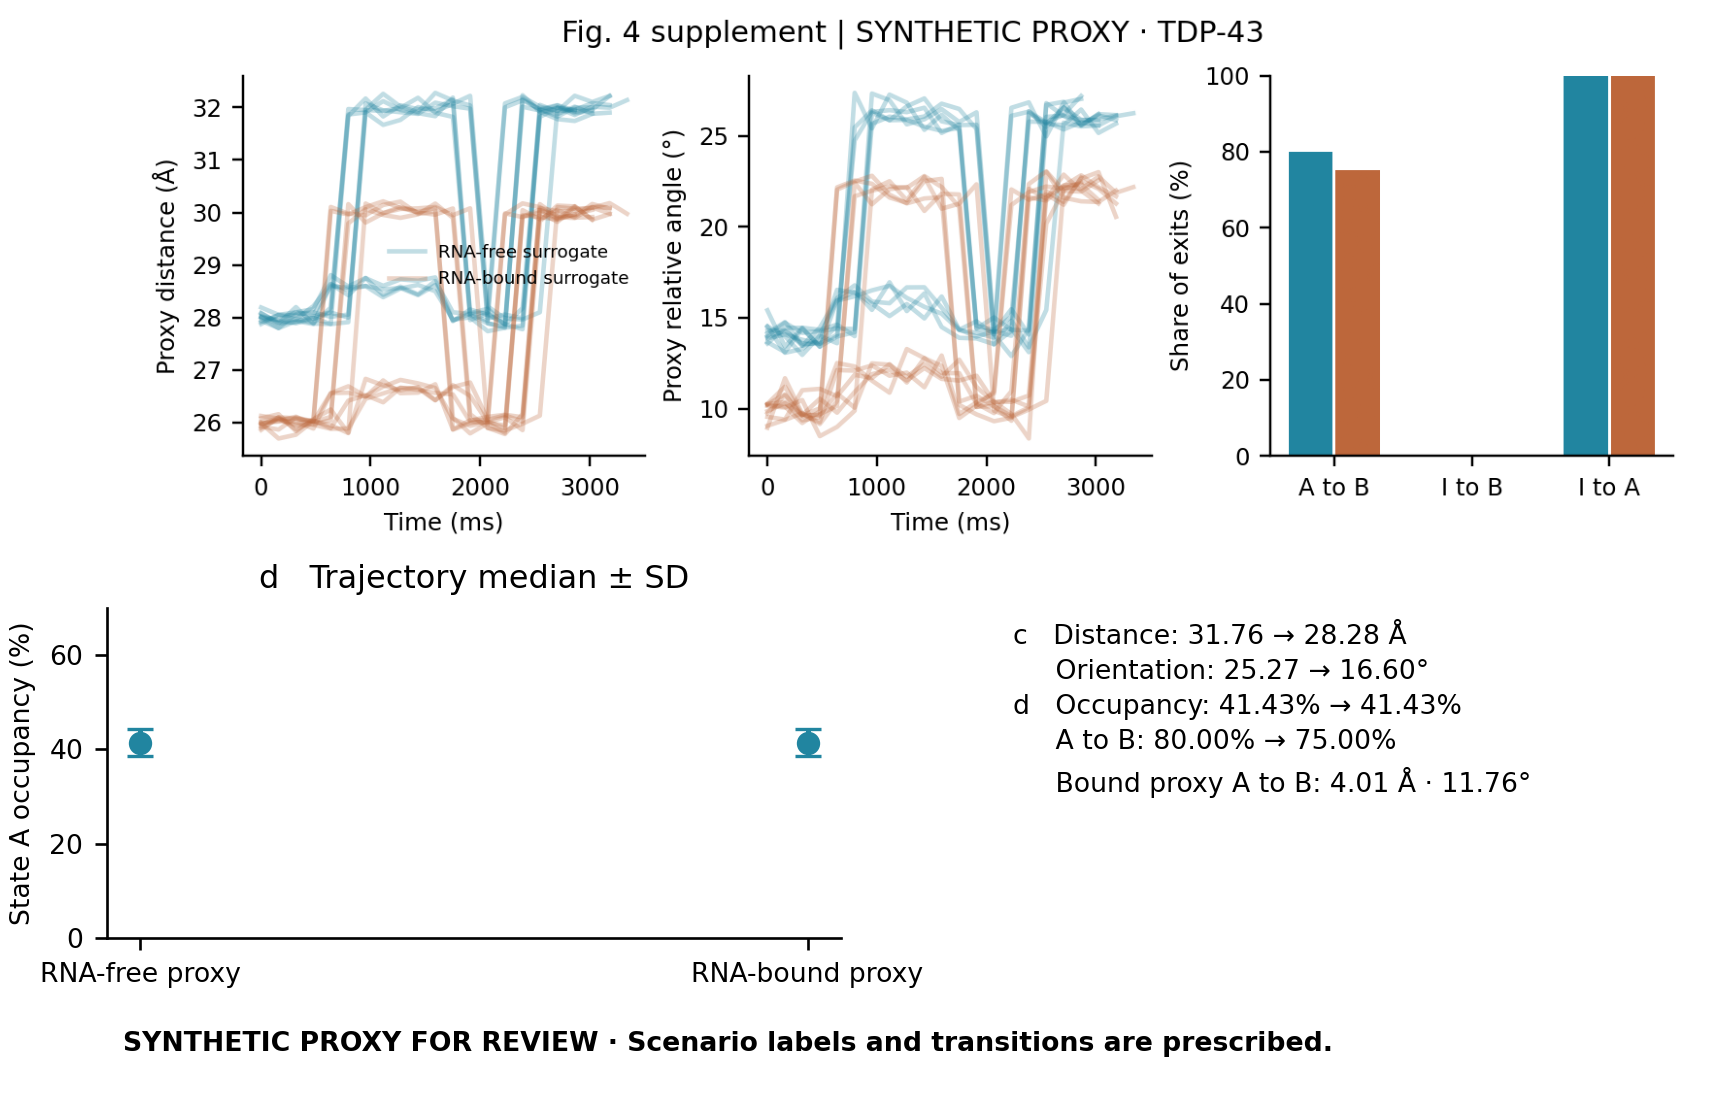 Fig. 4 supplement | SYNTHETIC PROXY · TDP-43
Proxy distance (Å)
32
31
30
29
28
27
26
RNA-free surrogate
RNA-bound surrogate
0 1000 2000 3000
Time (ms)
Proxy relative angle (°)
25
20
15
10
0 1000 2000 3000
Time (ms)
Share of exits (%)
100
80
60
40
20
0
A to B I to B I to A
d Trajectory median ± SD
State A occupancy (%)
60
40
20
0
RNA-free proxy RNA-bound proxy
c Distance: 31.76 → 28.28 Å
Orientation: 25.27 → 16.60°
d Occupancy: 41.43% → 41.43%
A to B: 80.00% → 75.00%
Bound proxy A to B: 4.01 Å · 11.76°
SYNTHETIC PROXY FOR REVIEW · Scenario labels and transitions are prescribed.